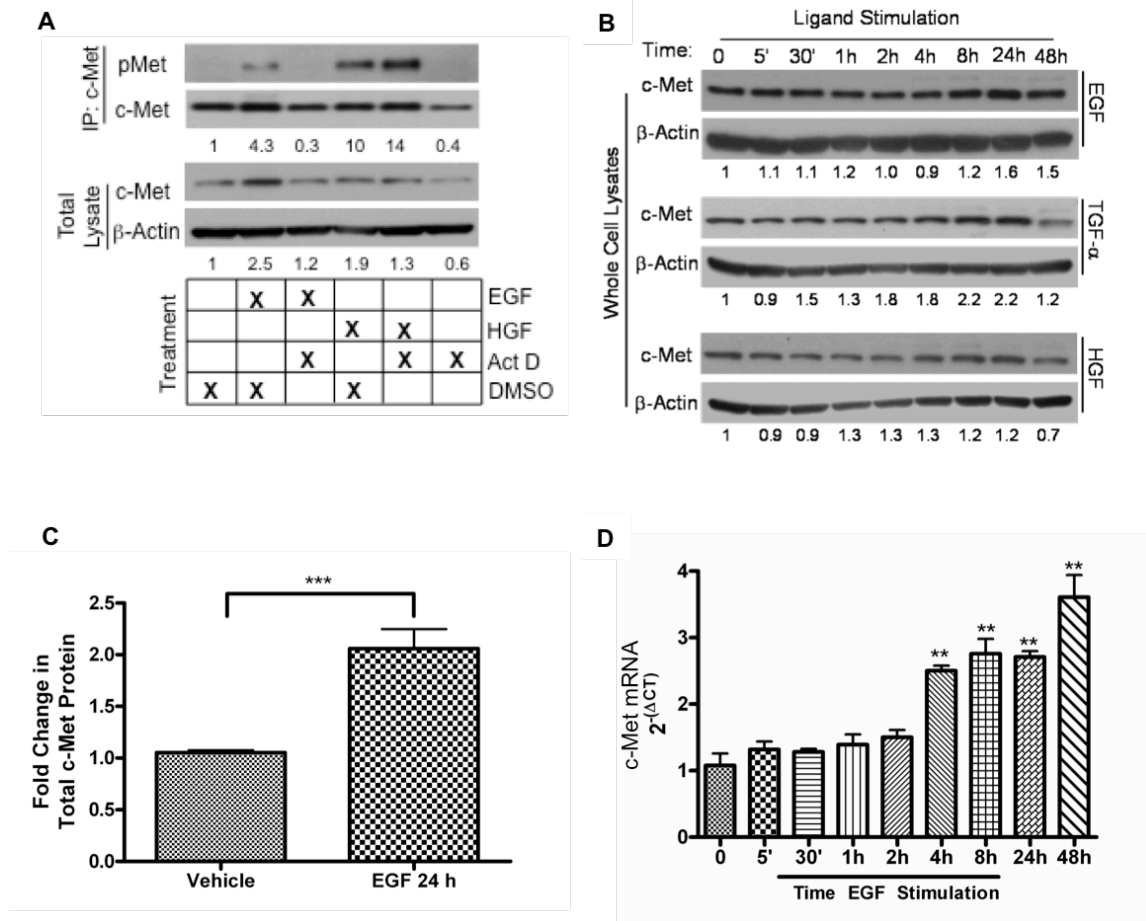 A
IP: c-Met
pMet
c-Met
1 4.3 0.3 10 14 0.4
Total
Lysate
c-Met
β-Actin
1 2.5 1.2 1.9 1.3 0.6
Treatment
X X EGF
X X HGF
X X X Act D
X X X DMSO
B
Ligand Stimulation
Time: 0 5' 30' 1h 2h 4h 8h 24h 48h
Whole Cell Lysates
c-Met
EGF
β-Actin
1 1.1 1.1 1.2 1.0 0.9 1.2 1.6 1.5
c-Met
TGF-α
β-Actin
1 0.9 1.5 1.3 1.8 1.8 2.2 2.2 1.2
c-Met
HGF
β-Actin
1 0.9 0.9 1.3 1.3 1.3 1.2 1.2 0.7
C
Fold Change in
Total c-Met Protein
***
2.5
2.0
1.5
1.0
0.5
0.0
Vehicle EGF 24 h
D
c-Met mRNA
2-(ΔCT)
4
3
2
1
0
** ** ** **
0 5' 30' 1h 2h 4h 8h 24h 48h
Time EGF Stimulation